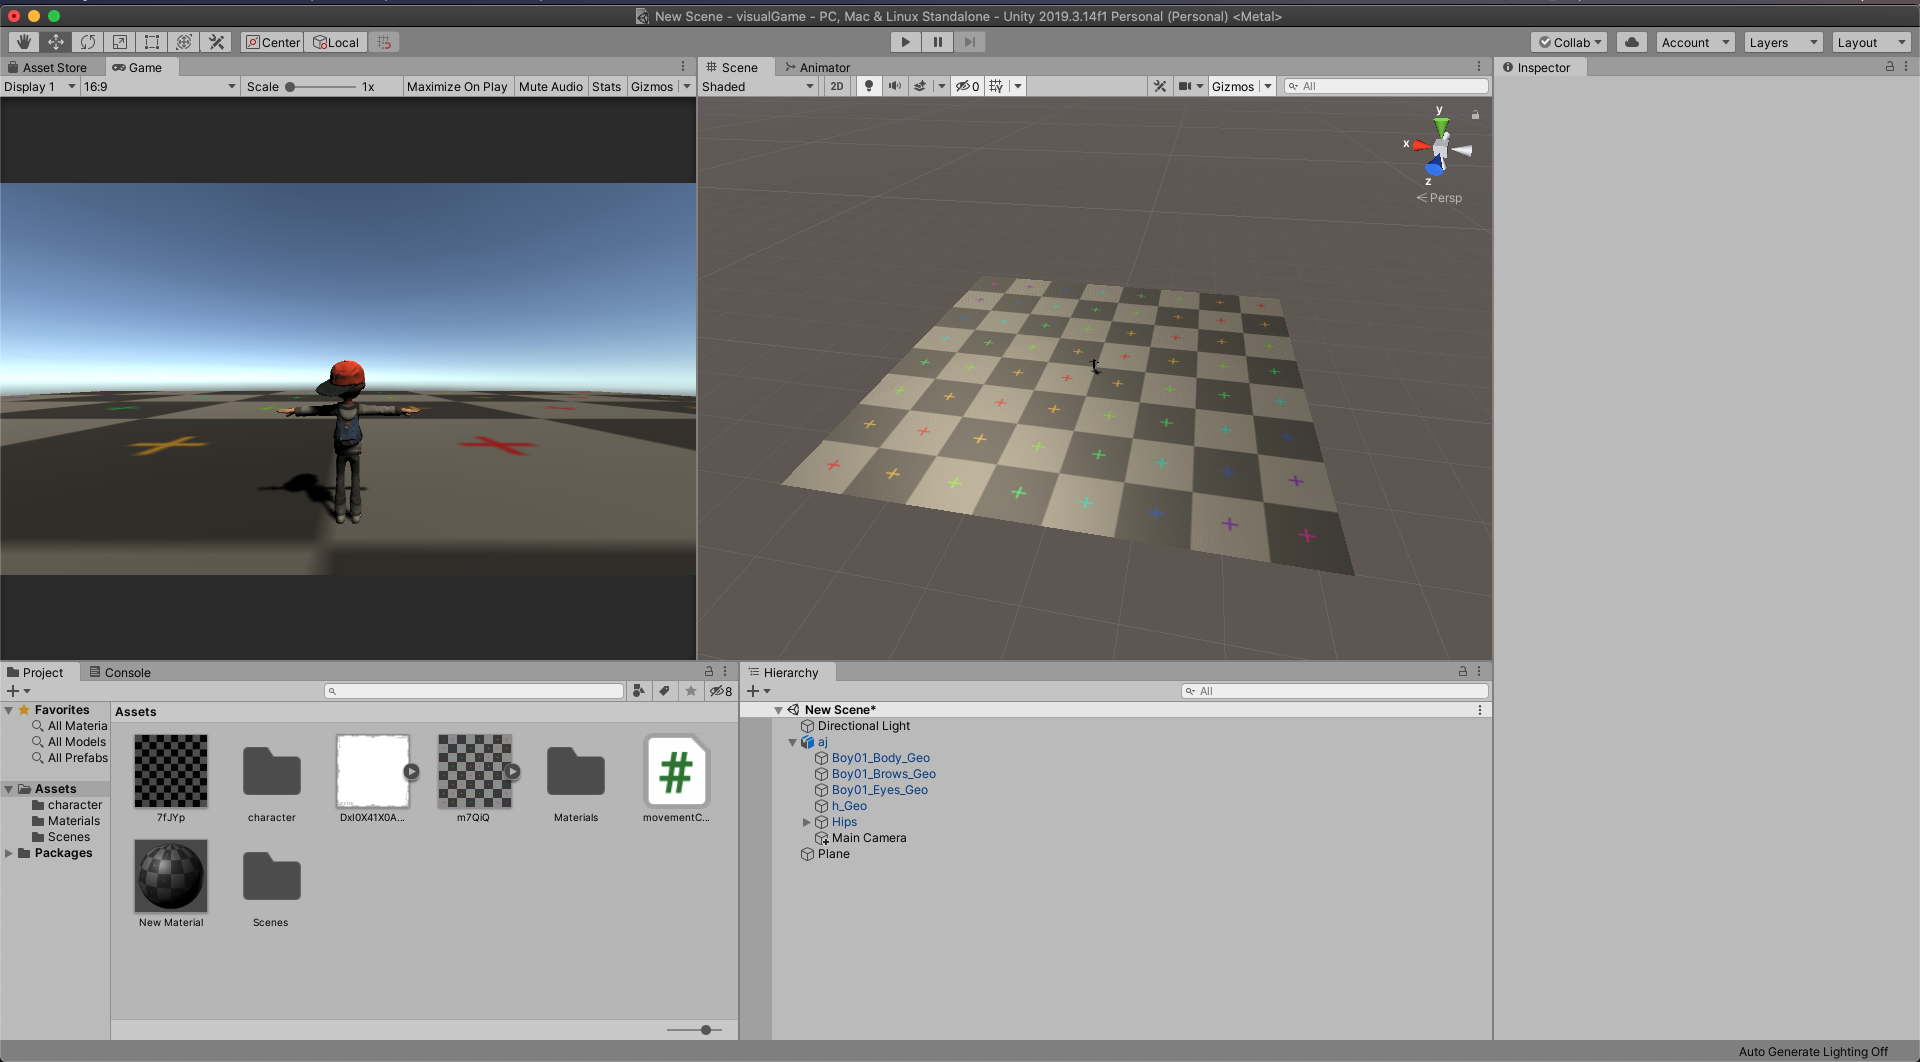 New Scene - visualGame - PC, Mac & Linux Standalone - Unity 2019.3.14f1 Personal (Personal) <Metal>
Center Local Collab Account Layers Layout
Asset Store Game Scene Animator Inspector
Display 1 16:9 Scale 1x Maximize On Play Mute Audio Stats Gizmos Shaded 2D 0 Gizmos All
y
x
z
Persp
Project Console Hierarchy
8 All
Favorites Assets New Scene*
All Materia
All Models
All Prefabs
Assets
character
Materials
Scenes
Packages
7fJYp character DxI0X41X0A... m7QiQ Materials movementC...
New Material Scenes
Directional Light
aj
Boy01_Body_Geo
Boy01_Brows_Geo
Boy01_Eyes_Geo
h_Geo
Hips
Main Camera
Plane
Auto Generate Lighting Off